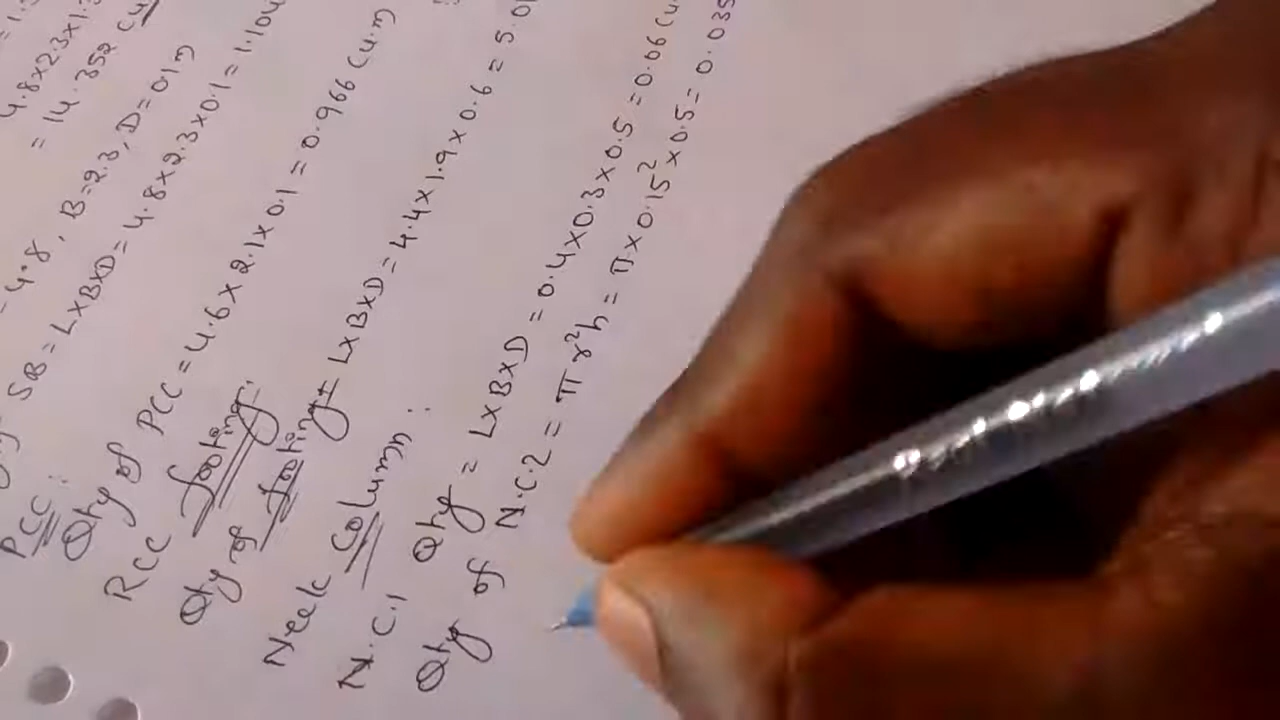 4.8×2.3×1.3
= 14.352 cu
4.8, B=2.3, D=0.1m
SB = L×B×D = 4.8×2.3×0.1 = 1.104
PCC:
Qty of PCC = 4.6×2.1×0.1 = 0.966 cu.m
RCC footing:
Qty of footing = L×B×D = 4.4×1.9×0.6 = 5.01
Neek column:
N.C.1 Qty = L×B×D = 0.4×0.3×0.5 = 0.06 cu
Qty of N.C.2 = πr²h = π×0.15²×0.5 = 0.035